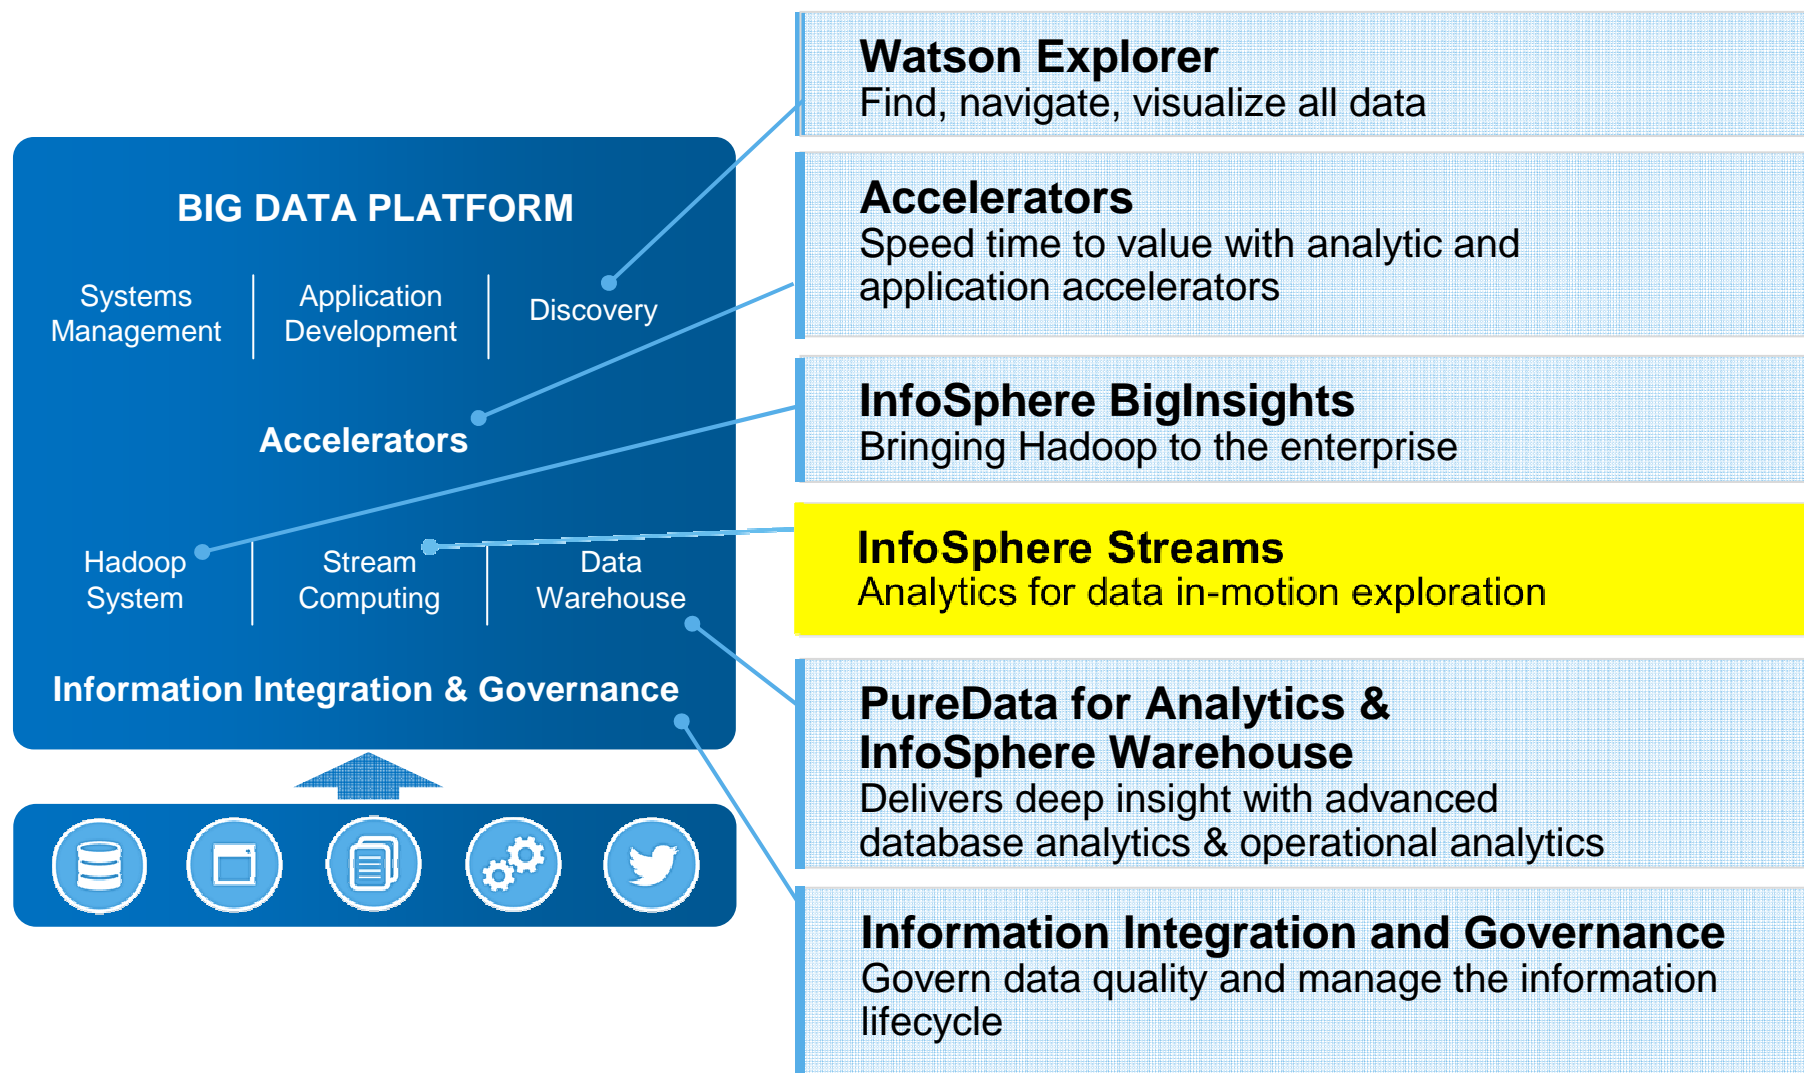 BIG DATA PLATFORM
Systems
Management
Application
Development
Discovery
Accelerators
Hadoop
System
Stream
Computing
Data
Warehouse
Information Integration & Governance
Watson Explorer
Find, navigate, visualize all data
Accelerators
Speed time to value with analytic and
application accelerators
InfoSphere BigInsights
Bringing Hadoop to the enterprise
InfoSphere Streams
Analytics for data in-motion exploration
PureData for Analytics &
InfoSphere Warehouse
Delivers deep insight with advanced
database analytics & operational analytics
Information Integration and Governance
Govern data quality and manage the information
lifecycle